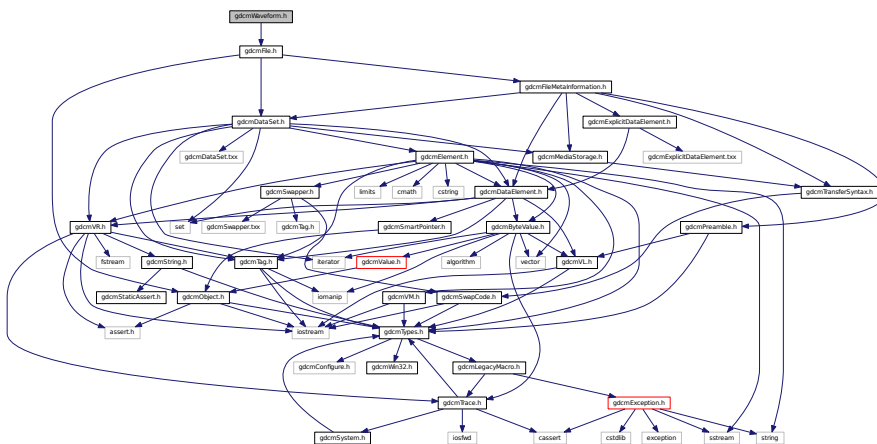 gdcmWaveform.h
gdcmFile.h
gdcmFileMetaInformation.h
gdcmDataSet.h
gdcmExplicitDataElement.h
gdcmDataSet.txx
gdcmElement.h
gdcmMediaStorage.h
gdcmExplicitDataElement.txx
gdcmSwapper.h
limits
cmath
cstring
gdcmDataElement.h
gdcmTransferSyntax.h
gdcmVR.h
set
gdcmSwapper.txx
gdcmTag.h
gdcmSmartPointer.h
gdcmByteValue.h
gdcmPreamble.h
fstream
gdcmString.h
gdcmTag.h
iterator
gdcmValue.h
algorithm
vector
gdcmVL.h
gdcmStaticAssert.h
gdcmObject.h
iomanip
gdcmVM.h
gdcmSwapCode.h
assert.h
iostream
gdcmTypes.h
gdcmConfigure.h
gdcmWin32.h
gdcmLegacyMacro.h
gdcmTrace.h
gdcmException.h
gdcmSystem.h
iosfwd
cassert
cstdlib
exception
sstream
string